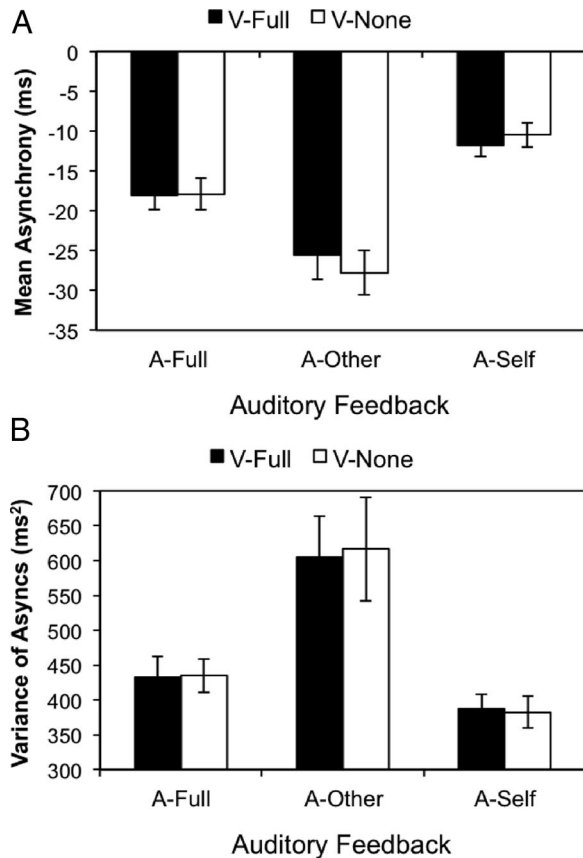 A
V-Full V-None
Mean Asynchrony (ms)
0
-5
-10
-15
-20
-25
-30
-35
A-Full A-Other A-Self
Auditory Feedback
B
V-Full V-None
Variance of Asyncs (ms²)
700
650
600
550
500
450
400
350
300
A-Full A-Other A-Self
Auditory Feedback